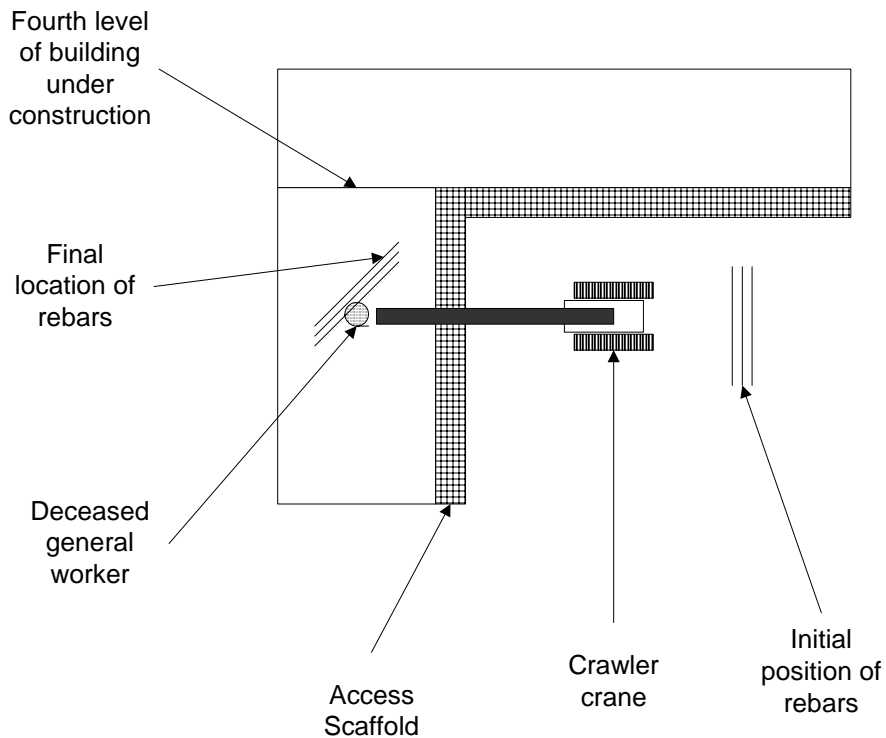 Fourth level
of building
under
construction
Final
location of
rebars
Deceased
general
worker
Access
Scaffold
Crawler
crane
Initial
position of
rebars